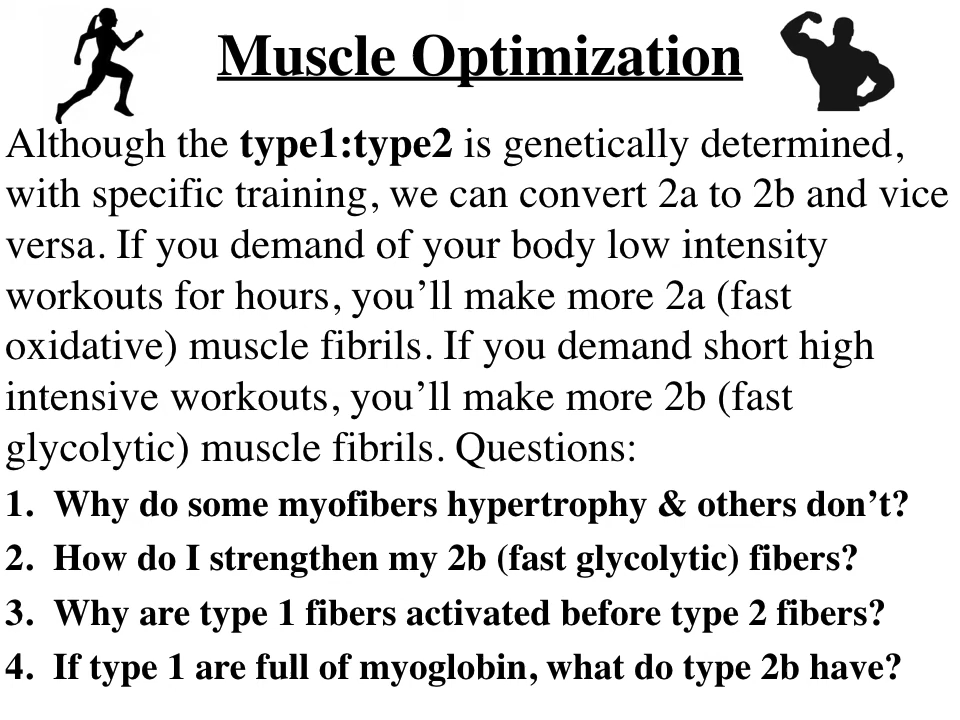 Muscle Optimization
Although the type1:type2 is genetically determined,
with specific training, we can convert 2a to 2b and vice
versa. If you demand of your body low intensity
workouts for hours, you’ll make more 2a (fast
oxidative) muscle fibrils. If you demand short high
intensive workouts, you’ll make more 2b (fast
glycolytic) muscle fibrils. Questions:
1. Why do some myofibers hypertrophy & others don’t?
2. How do I strengthen my 2b (fast glycolytic) fibers?
3. Why are type 1 fibers activated before type 2 fibers?
4. If type 1 are full of myoglobin, what do type 2b have?